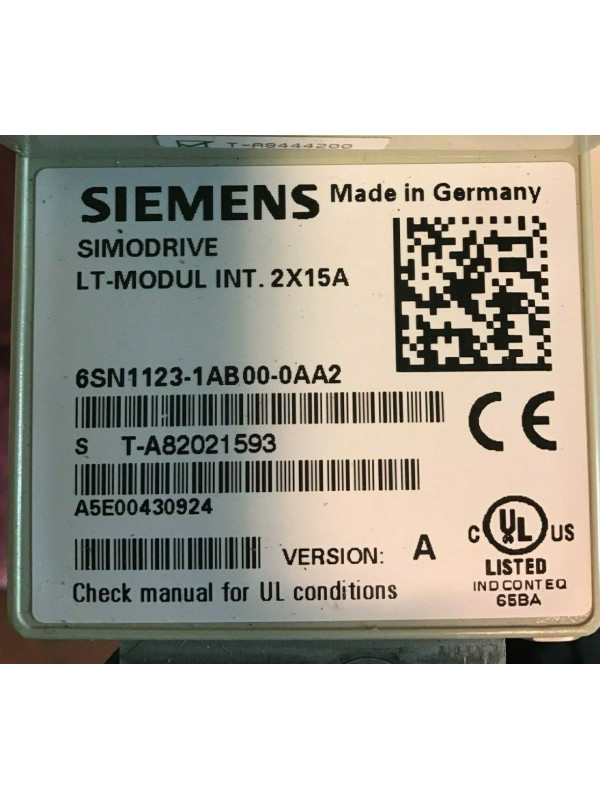 T-A9444200
SIEMENS Made in Germany
SIMODRIVE
LT-MODUL INT. 2X15A
6SN1123-1AB00-0AA2
S T-A82021593
A5E00430924
VERSION: A
Check manual for UL conditions
CE
C UL US
LISTED
IND CONT EQ
65BA